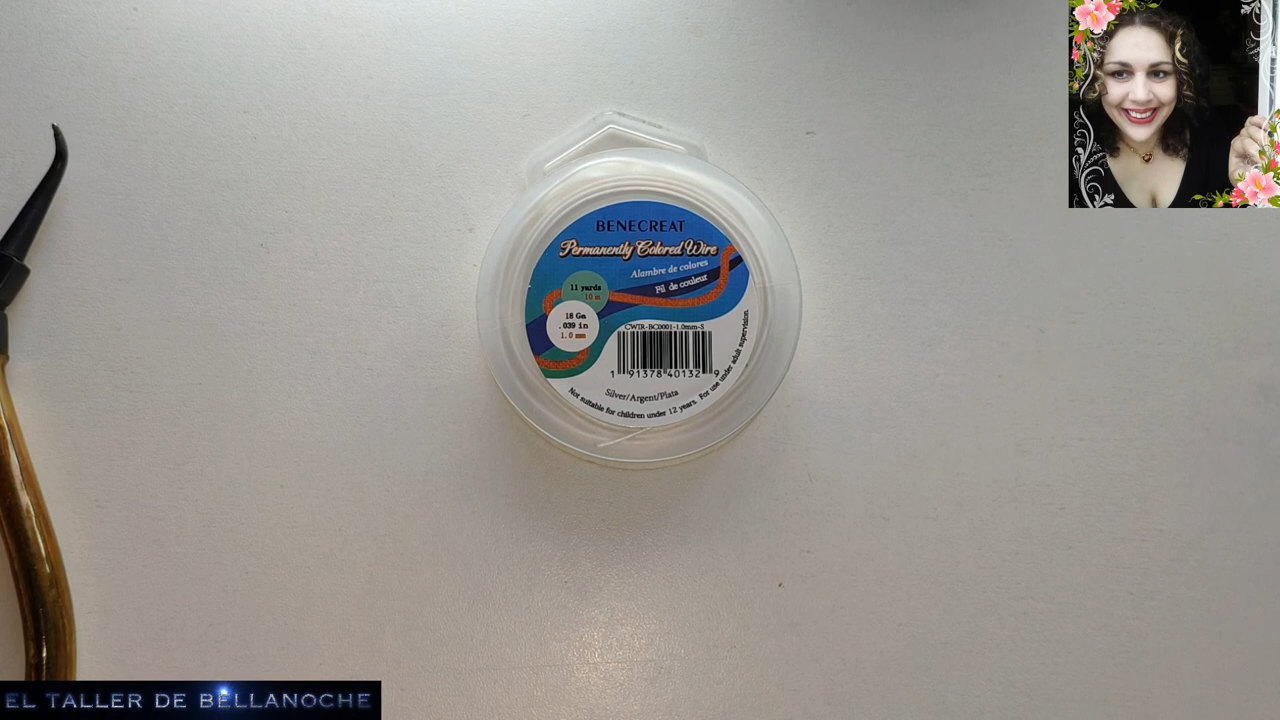 BENECREAT
Permanently Colored Wire
Alambre de colores
Fil de couleur
11 yards
10 m
18 Ga
.039 in
1.0 mm
CWIR-BC0001-1.0mm-S
1 91378 40132 9
Silver/Argent/Plata
Not suitable for children under 12 years. For use under adult supervision.
EL TALLER DE BELLANOCHE